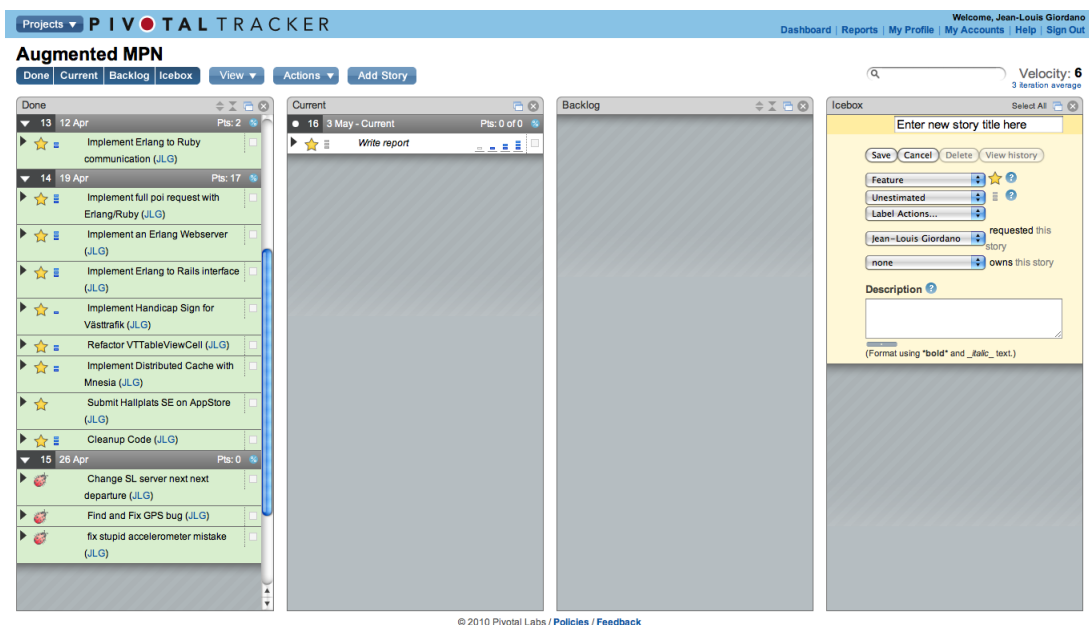 Projects ▼ PIVOTAL TRACKER
Welcome, Jean-Louis Giordano
Dashboard | Reports | My Profile | My Accounts | Help | Sign Out
Augmented MPN
Done Current Backlog Icebox View ▼ Actions ▼ Add Story
Velocity: 6
3 iteration average
Done
13 12 Apr Pts: 2
Implement Erlang to Ruby
communication (JLG)
14 19 Apr Pts: 17
Implement full poi request with
Erlang/Ruby (JLG)
Implement an Erlang Webserver
(JLG)
Implement Erlang to Rails interface
(JLG)
Implement Handicap Sign for
Västtrafik (JLG)
Refactor VTTableViewCell (JLG)
Implement Distributed Cache with
Mnesia (JLG)
Submit Hallplats SE on AppStore
(JLG)
Cleanup Code (JLG)
15 26 Apr Pts: 0
Change SL server next next
departure (JLG)
Find and Fix GPS bug (JLG)
fix stupid accelerometer mistake
(JLG)
Current
16 3 May - Current Pts: 0 of 0
Write report
Backlog
Icebox Select All
Enter new story title here
Save Cancel Delete View history
Feature
Unestimated
Label Actions...
Jean-Louis Giordano requested this
story
none owns this story
Description
(Format using *bold* and _italic_ text.)
© 2010 Pivotal Labs / Policies / Feedback